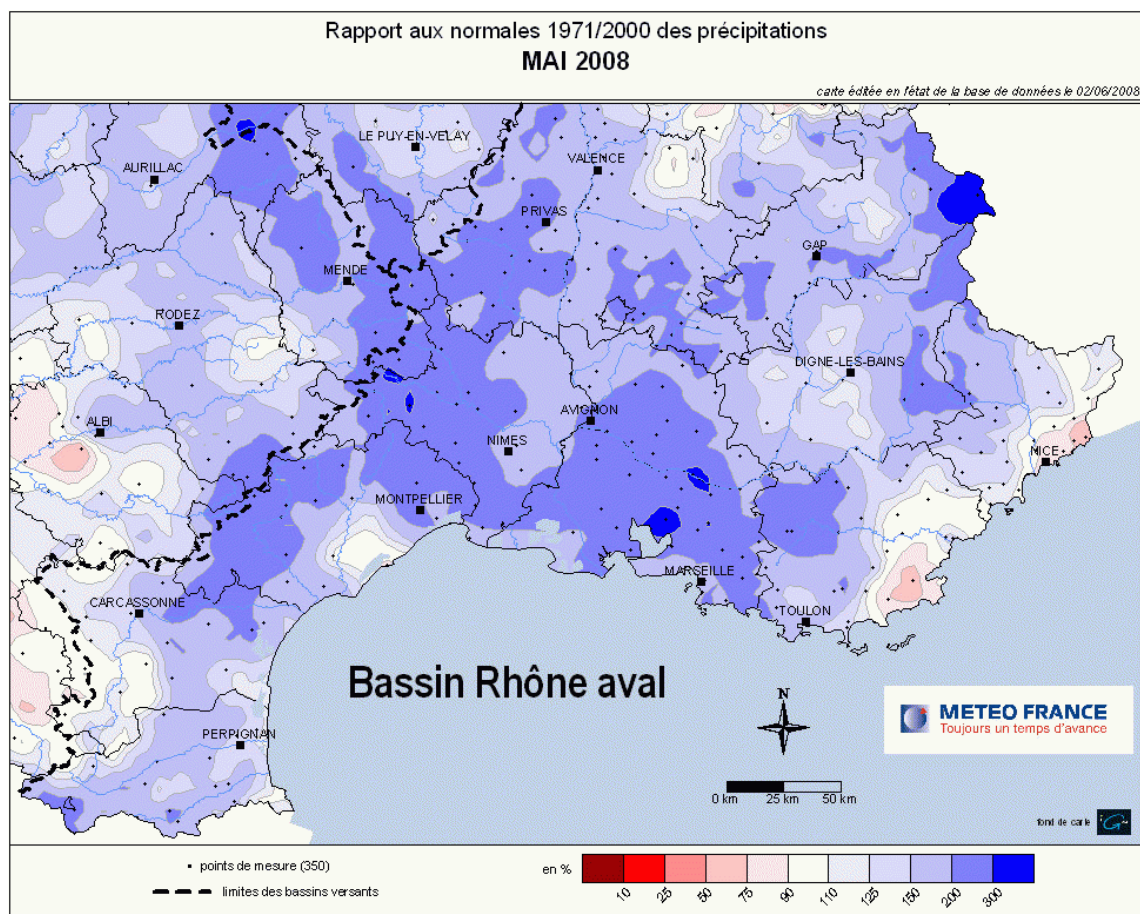 Rapport aux normales 1971/2000 des précipitations
MAI 2008
carte éditée en l'état de la base de données le 02/06/2008
LE PUY-EN-VELAY
AURILLAC
VALENCE
PRIVAS
GAP
MENDE
RODEZ
DIGNE-LES-BAINS
ALBI
AVIGNON
NIMES
NICE
MONTPELLIER
MARSEILLE
CARCASSONNE
TOULON
Bassin Rhône aval
N
METEO FRANCE
Toujours un temps d'avance
PERPIGNAN
0 km 25 km 50 km
fond de carte
points de mesure (350)
limites des bassins versants
en %
10 25 50 75 90 110 125 150 200 300